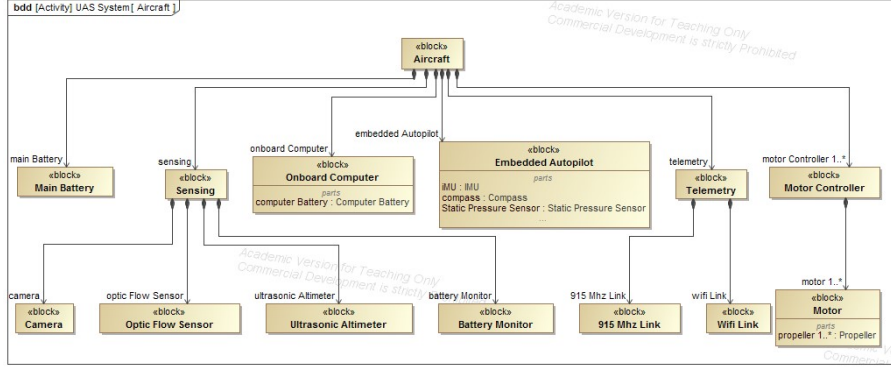 bdd [Activity] UAS System[ Aircraft ]
Academic Version for Teaching Only
Commercial Development is strictly Prohibited
«block»
Aircraft
main Battery
«block»
Main Battery
sensing
«block»
Sensing
onboard Computer
«block»
Onboard Computer
parts
computer Battery : Computer Battery
embedded Autopilot
«block»
Embedded Autopilot
parts
iMU : IMU
compass : Compass
Static Pressure Sensor : Static Pressure Sensor
...
telemetry
«block»
Telemetry
motor Controller 1..*
«block»
Motor Controller
Academic Version for Teaching Only
Commercial Development is strictly
camera
«block»
Camera
optic Flow Sensor
«block»
Optic Flow Sensor
ultrasonic Altimeter
«block»
Ultrasonic Altimeter
battery Monitor
«block»
Battery Monitor
915 Mhz Link
«block»
915 Mhz Link
wifi Link
«block»
Wifi Link
motor 1..*
«block»
Motor
parts
propeller 1..* : Propeller